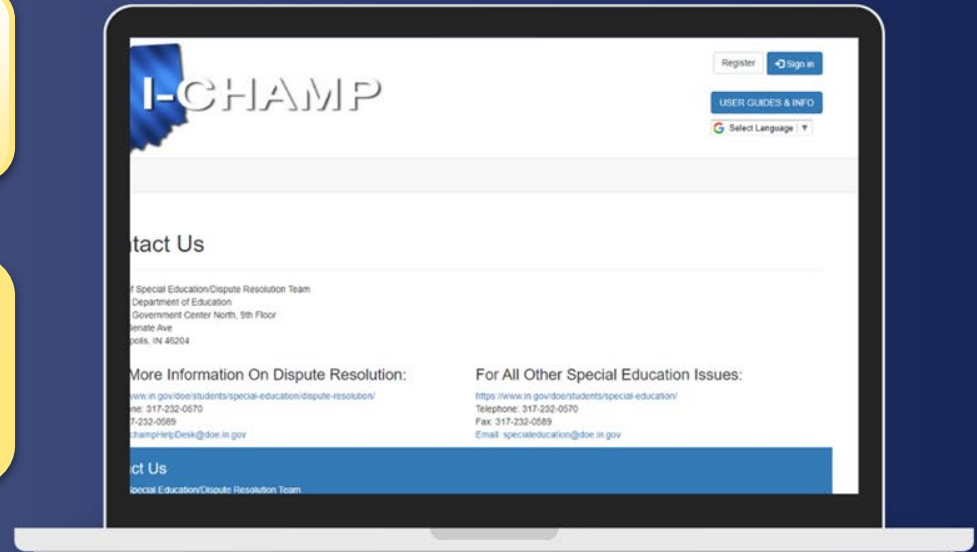 I-CHAMP
Register
Sign in
USER GUIDES & INFO
Select Language ▼
tact Us
f Special Education/Dispute Resolution Team
Department of Education
Government Center North, 9th Floor
Senate Ave
polis, IN 46204
More Information On Dispute Resolution:
www.in.gov/doe/students/special-education/dispute-resolution/
ne: 317-232-0570
7-232-0589
champHelpDesk@doe.in.gov
For All Other Special Education Issues:
https://www.in.gov/doe/students/special-education/
Telephone: 317-232-0570
Fax: 317-232-0589
Email: specialeducation@doe.in.gov
ct Us
Special Education/Dispute Resolution Team